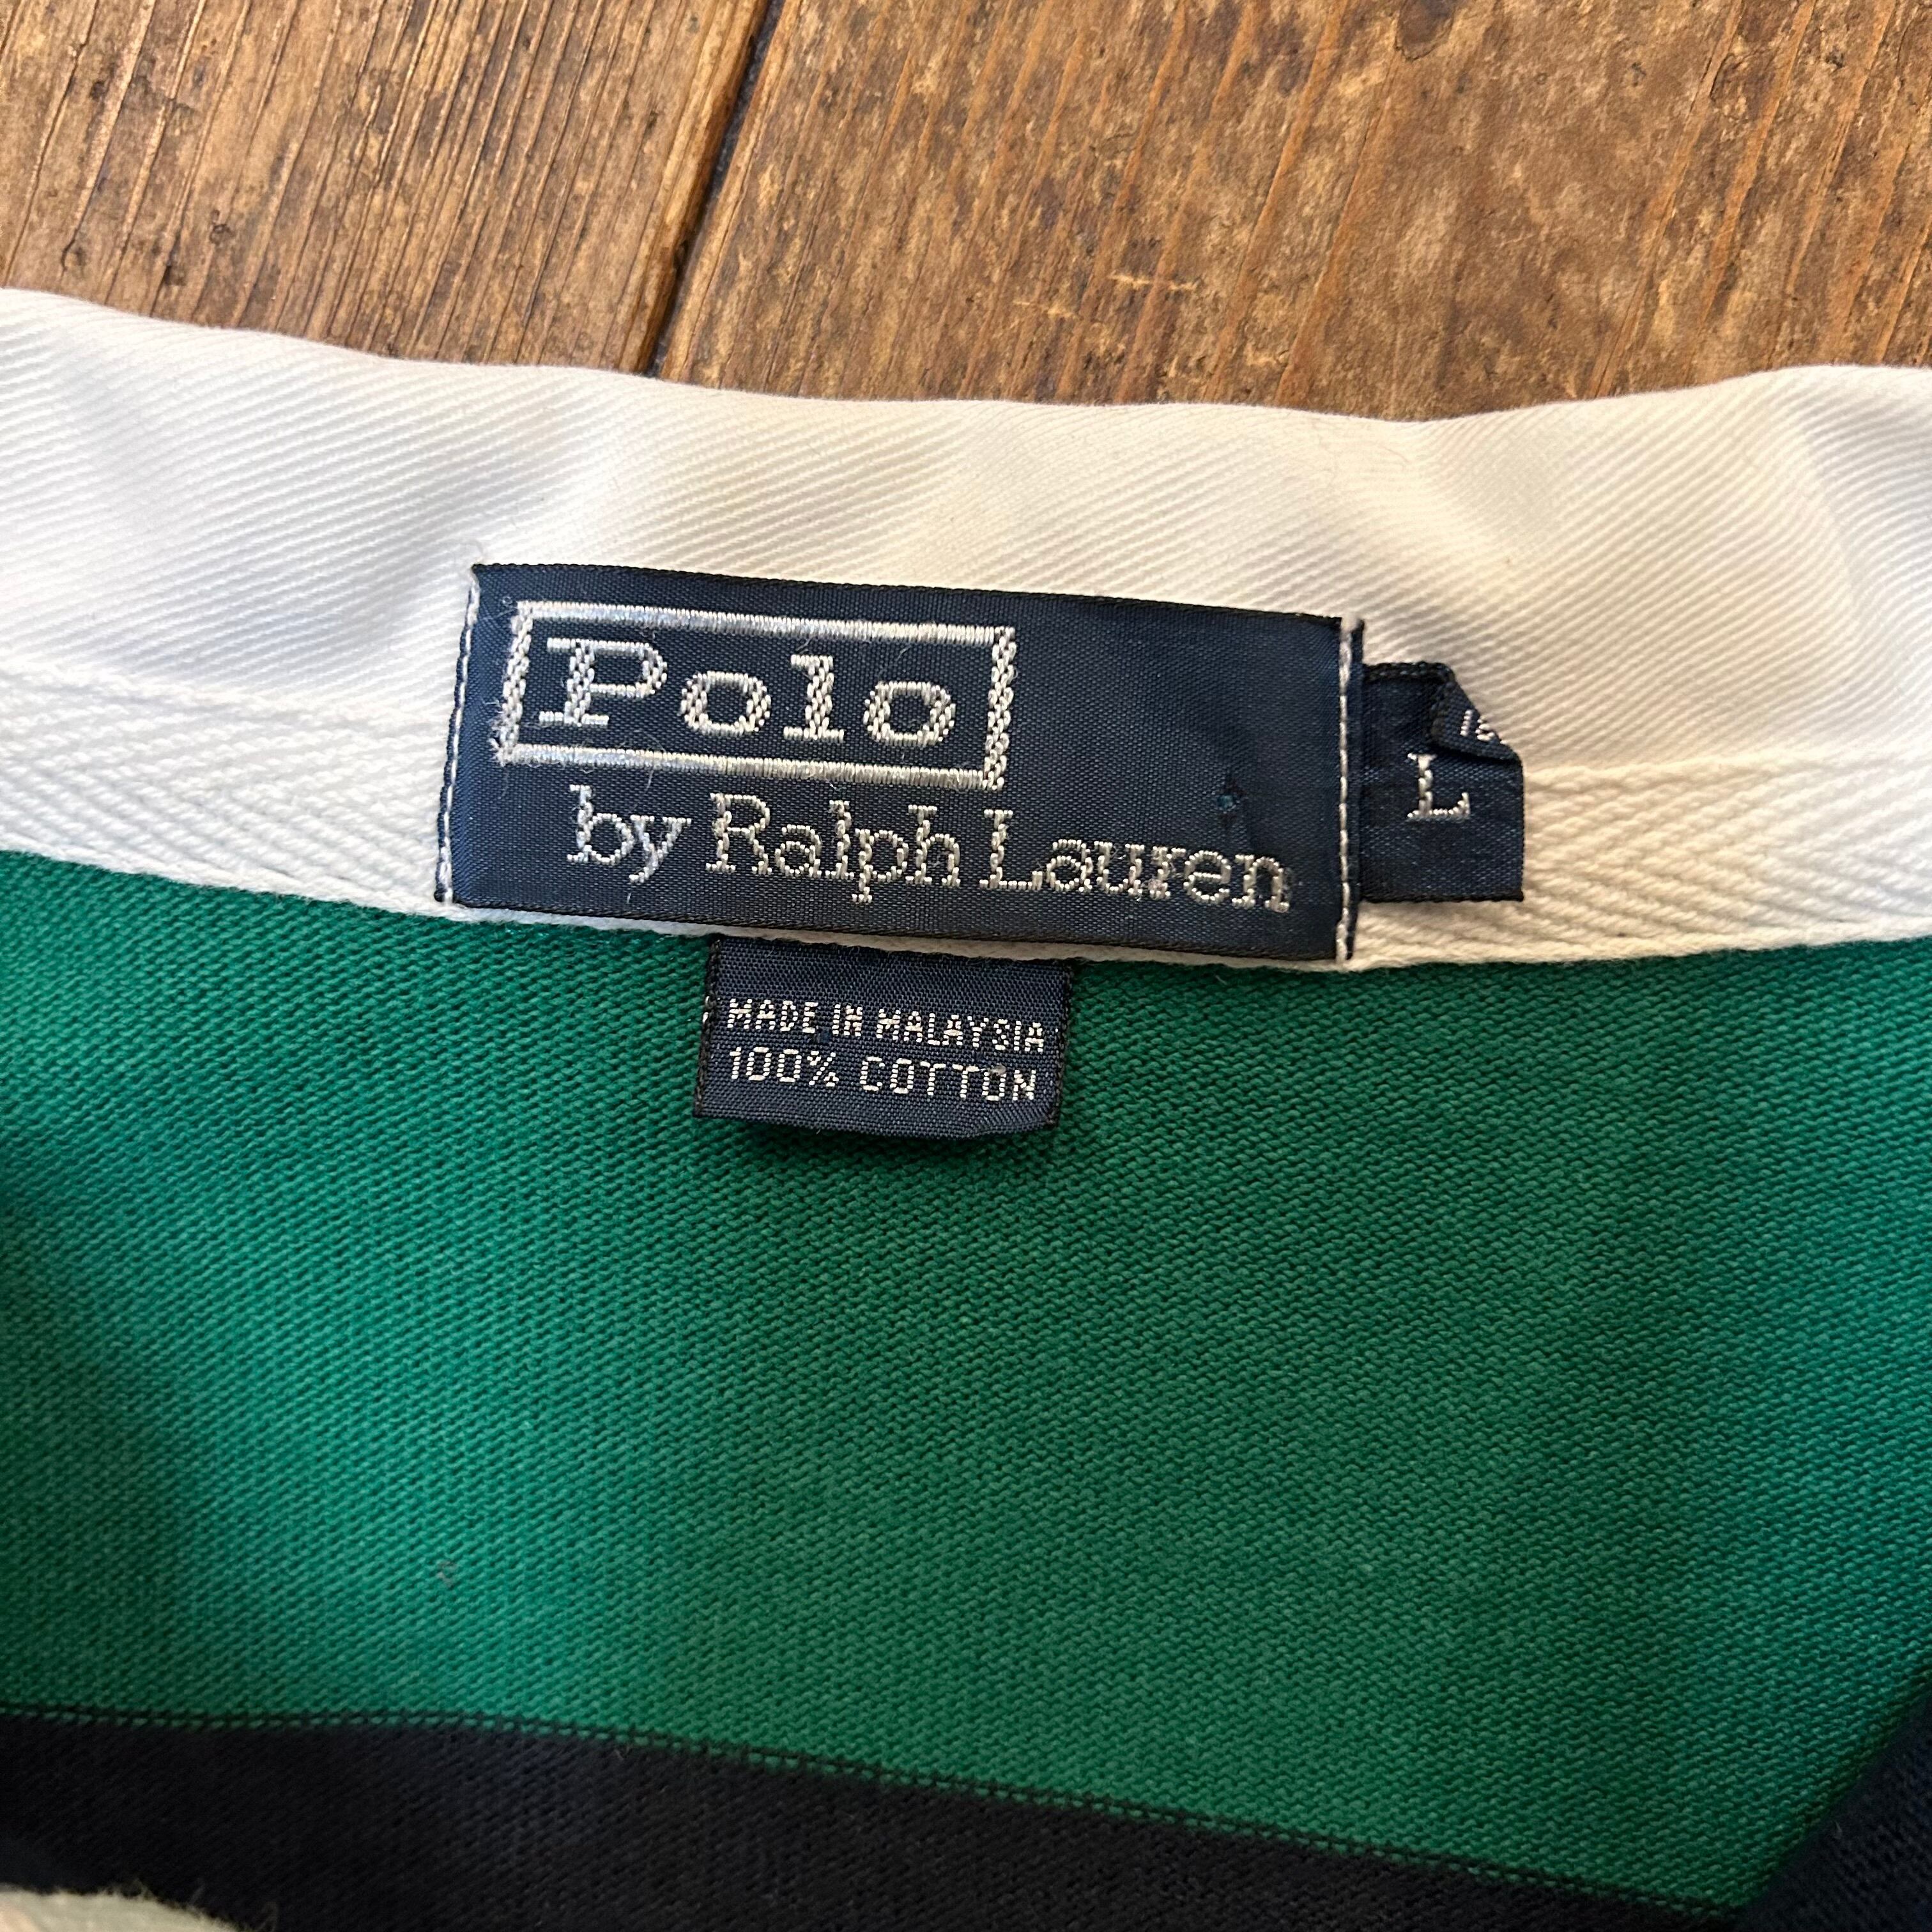 Polo
by Ralph Lauren
L
MADE IN MALAYSIA
100% COTTON